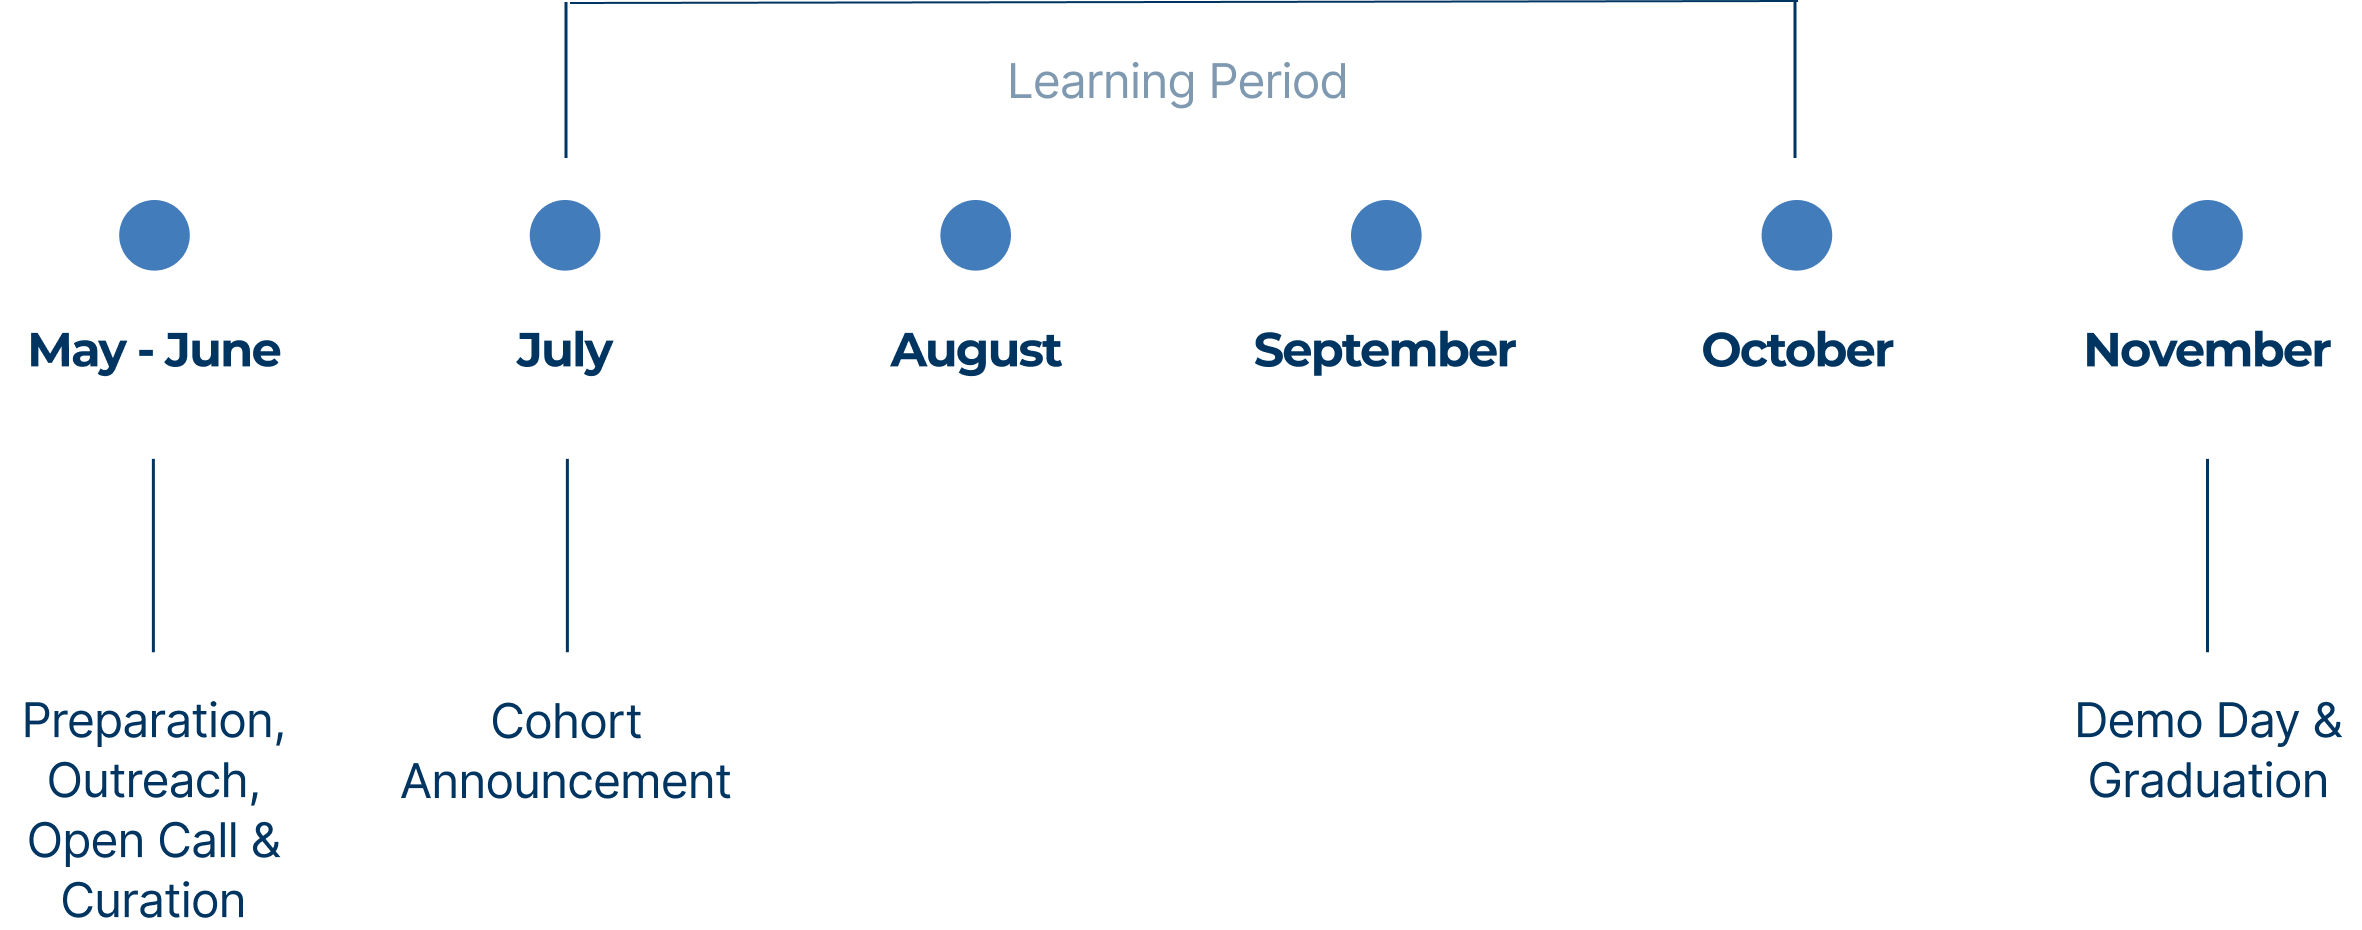 Learning Period
May - June
July
August
September
October
November
Preparation,
Outreach,
Open Call &
Curation
Cohort
Announcement
Demo Day &
Graduation